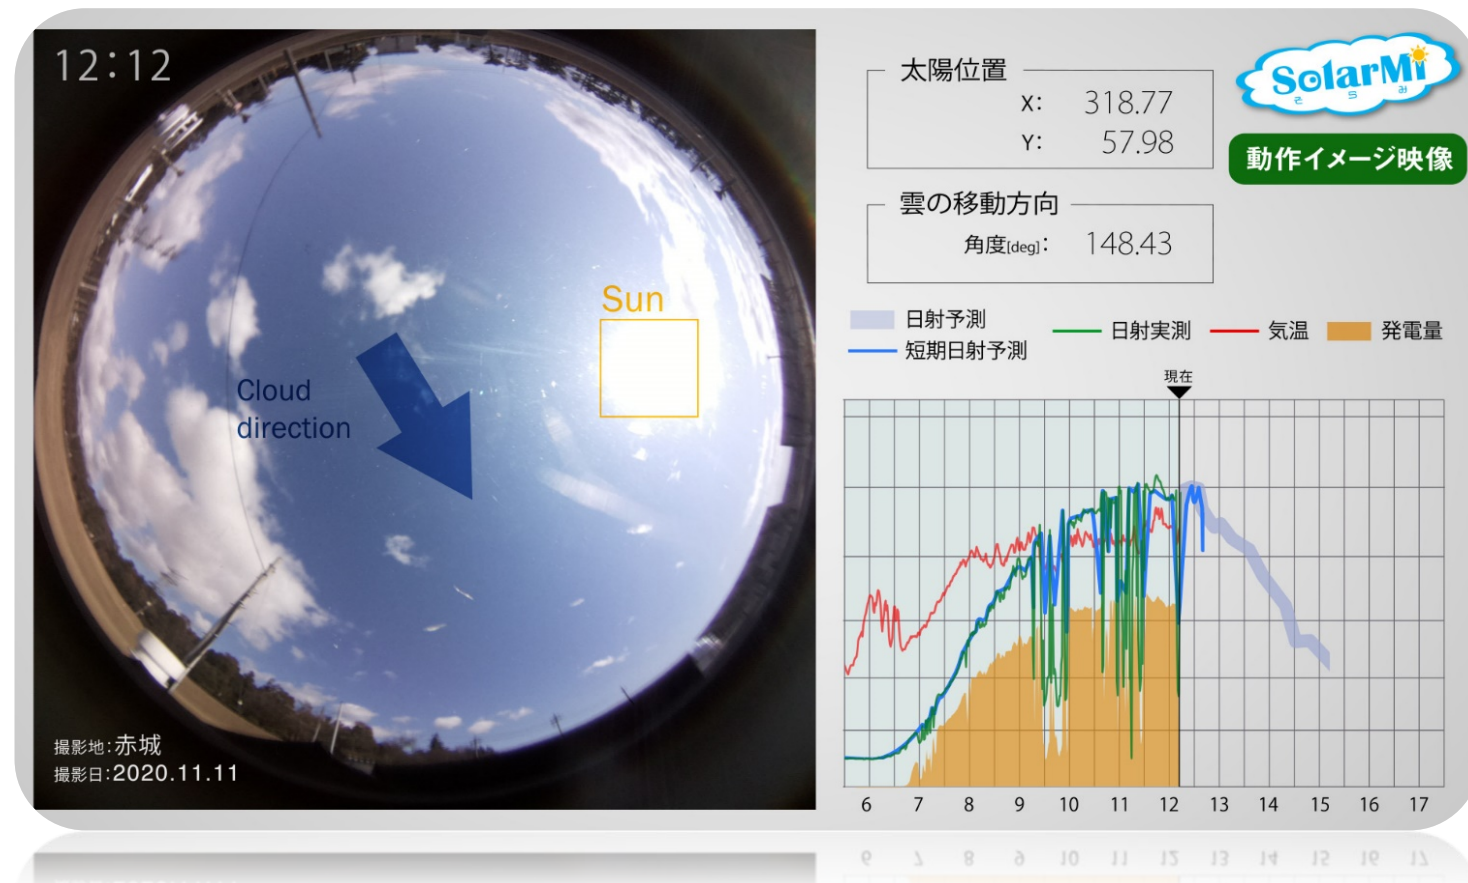 12:12
Sun
Cloud
direction
撮影地:赤城
撮影日:2020.11.11
太陽位置
X: 318.77
Y: 57.98
雲の移動方向
角度[deg]: 148.43
SolarMi
そ ら み
動作イメージ映像
日射予測
短期日射予測
日射実測
気温
発電量
現在
6 7 8 9 10 11 12 13 14 15 16 17